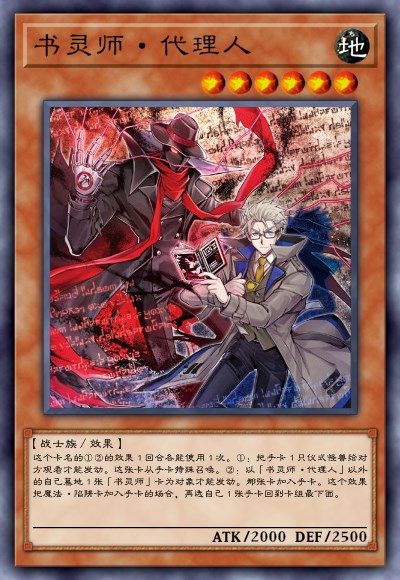 书灵师·代理人
地
【战士族/效果】
这个卡名的①②的效果1回合各能使用1次。①：把手卡1只仪式怪兽给对
方观看才能发动。这张卡从手卡特殊召唤。②：以「书灵师·代理人」以外
的自己墓地1张「书灵师」卡为对象才能发动。那张卡加入手卡。这个效果
把魔法·陷阱卡加入手卡的场合，再选自己1张手卡回到卡组最下面。
ATK/2000 DEF/2500